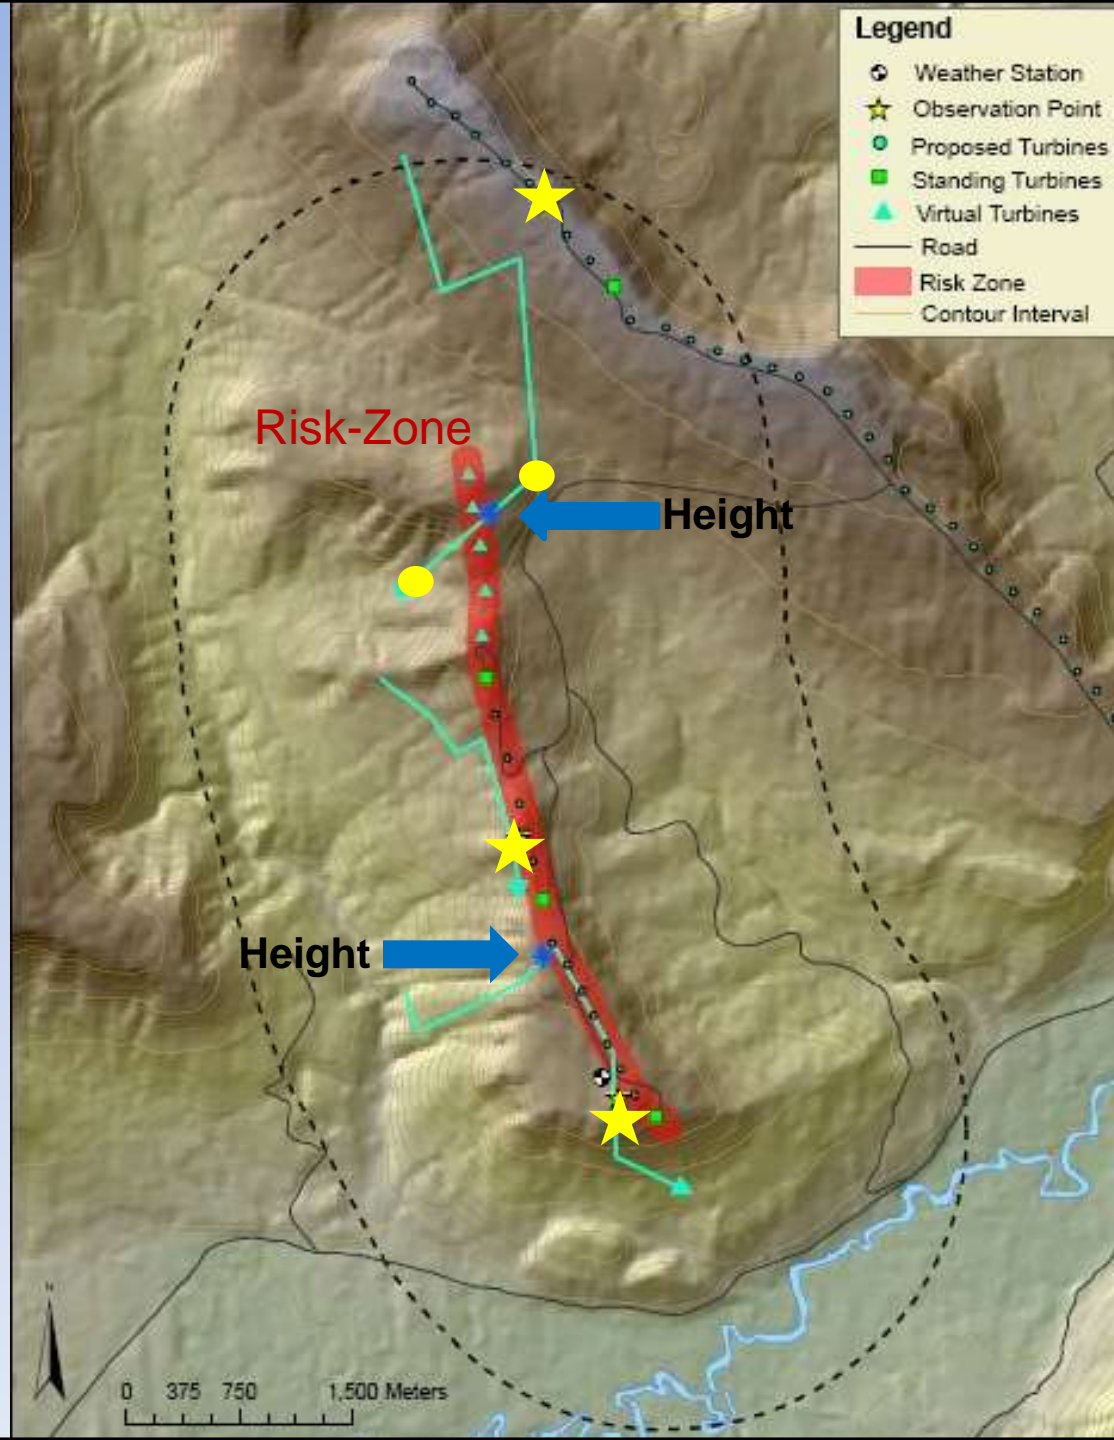 Legend
Weather Station
Observation Point
Proposed Turbines
Standing Turbines
Virtual Turbines
Road
Risk Zone
Contour Interval
Risk-Zone
Height
Height
N
0 375 750 1,500 Meters